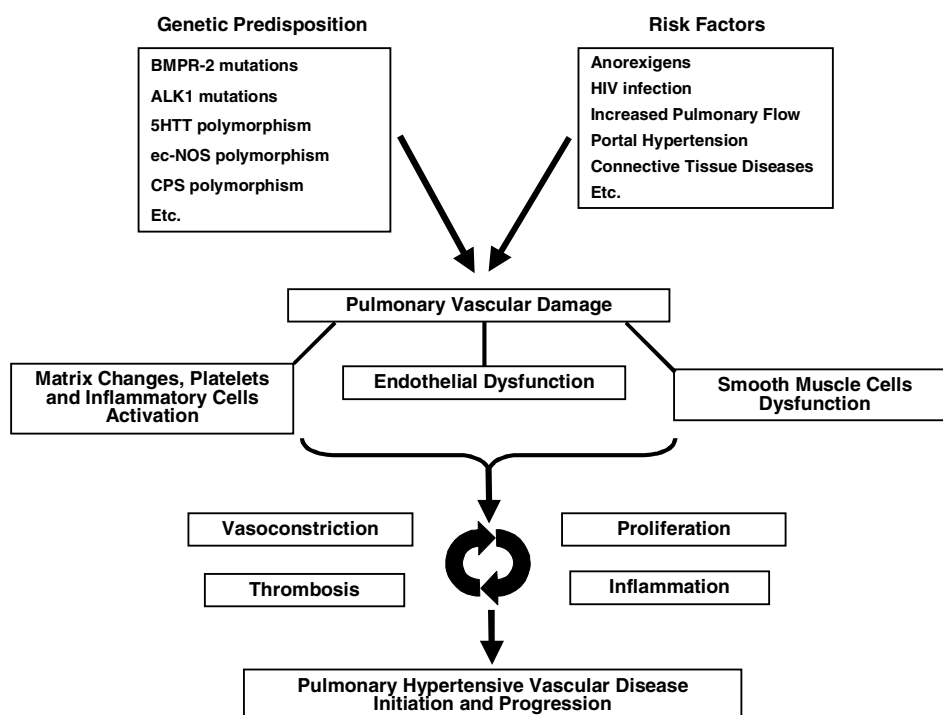 Genetic Predisposition
BMPR-2 mutations
ALK1 mutations
5HTT polymorphism
ec-NOS polymorphism
CPS polymorphism
Etc.
Risk Factors
Anorexigens
HIV infection
Increased Pulmonary Flow
Portal Hypertension
Connective Tissue Diseases
Etc.
Pulmonary Vascular Damage
Matrix Changes, Platelets
and Inflammatory Cells
Activation
Endothelial Dysfunction
Smooth Muscle Cells
Dysfunction
Vasoconstriction
Proliferation
Thrombosis
Inflammation
Pulmonary Hypertensive Vascular Disease
Initiation and Progression